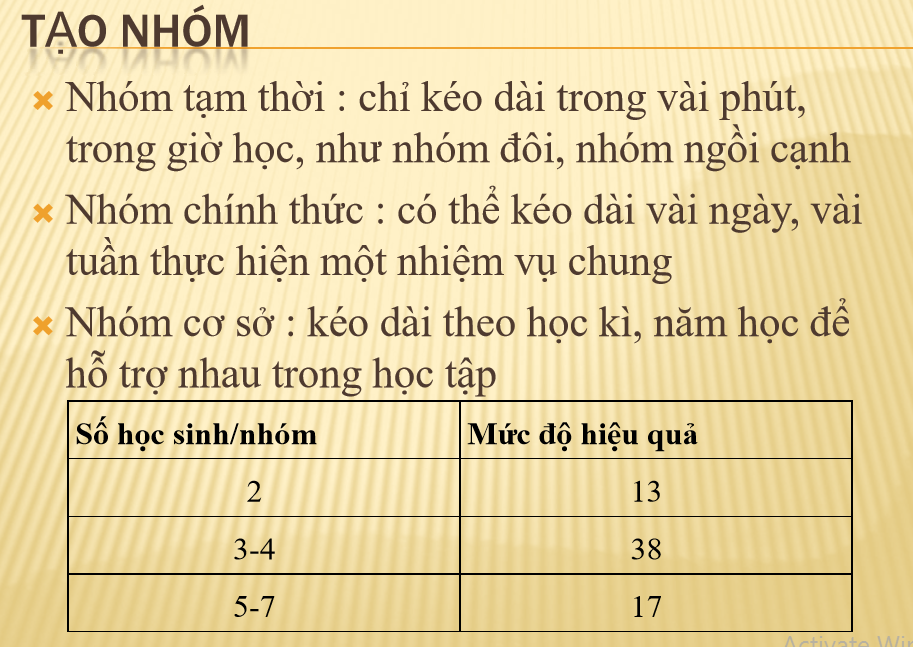 TẠO NHÓM
Nhóm tạm thời : chỉ kéo dài trong vài phút,
trong giờ học, như nhóm đôi, nhóm ngồi cạnh
Nhóm chính thức : có thể kéo dài vài ngày, vài
tuần thực hiện một nhiệm vụ chung
Nhóm cơ sở : kéo dài theo học kì, năm học để
hỗ trợ nhau trong học tập
Số học sinh/nhóm Mức độ hiệu quả
2 13
3-4 38
5-7 17